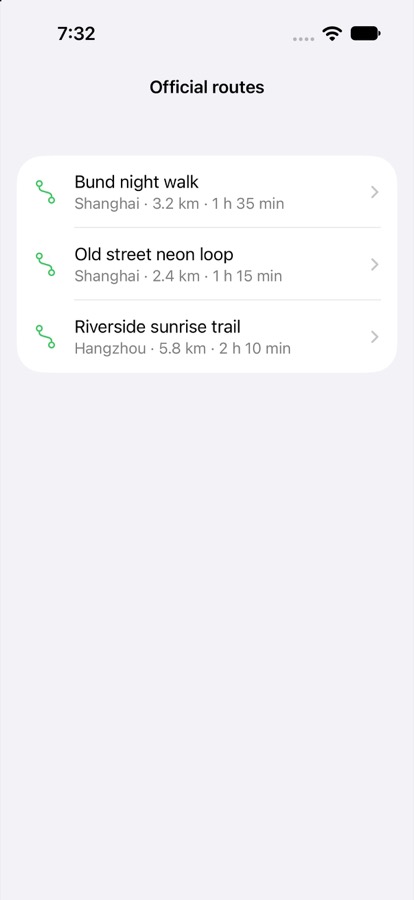 7:32
Official routes
Bund night walk
Shanghai · 3.2 km · 1 h 35 min
Old street neon loop
Shanghai · 2.4 km · 1 h 15 min
Riverside sunrise trail
Hangzhou · 5.8 km · 2 h 10 min